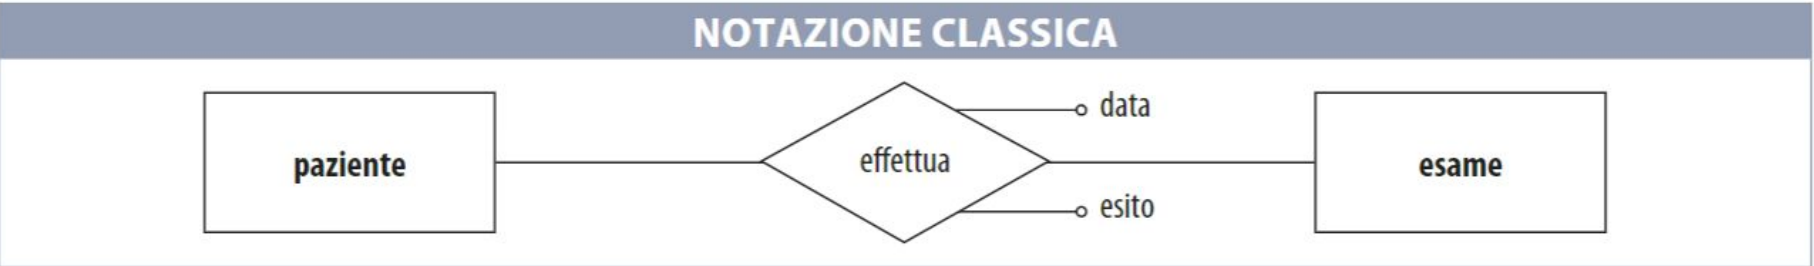 NOTAZIONE CLASSICA
data
paziente
effettua
esame
esito